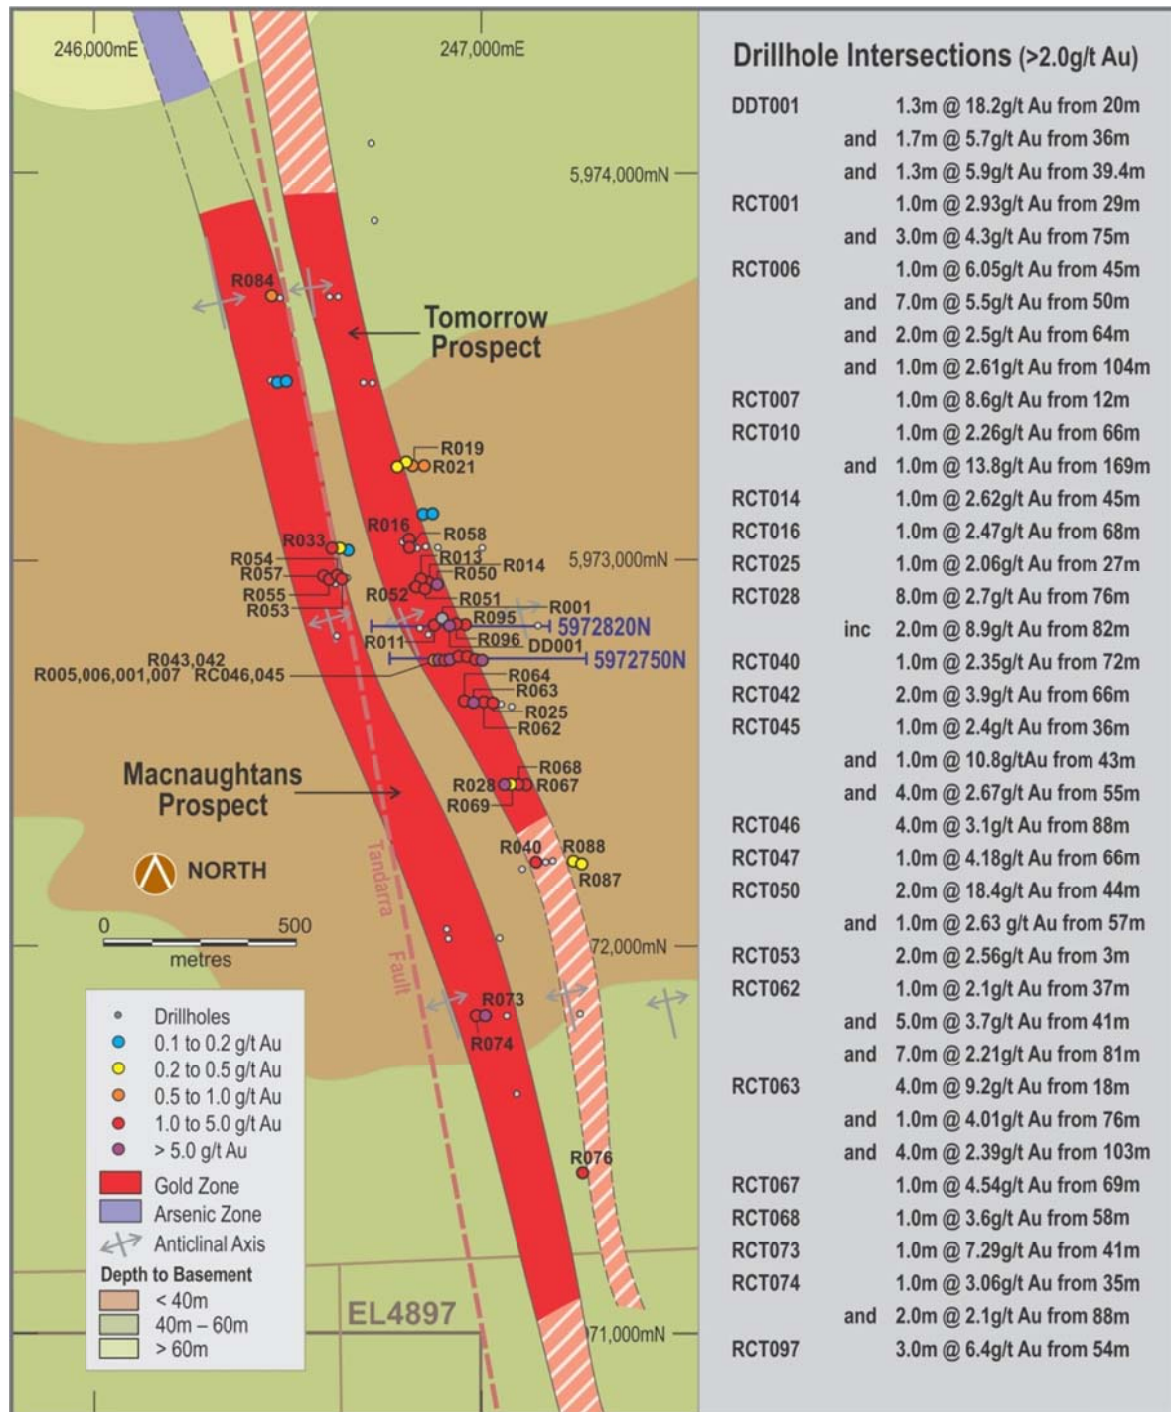 246,000mE
247,000mE
5,974,000mN
R084
Tomorrow
Prospect
R019
R021
R016
R058
R033
R013
R014
5,973,000mN
R054
R050
R057
R052
R055
R051
R053
R001
R095
5972820N
R011
R096
DD001
R043,042
5972750N
R005,006,001,007 RC046,045
R064
R063
R025
R062
Macnaughtans
Prospect
R068
R028
R067
R069
R040
R088
R087
NORTH
Tandarra
Fault
0 500
metres
72,000mN
R073
R074
R076
EL4897
71,000mN
Drillholes
0.1 to 0.2 g/t Au
0.2 to 0.5 g/t Au
0.5 to 1.0 g/t Au
1.0 to 5.0 g/t Au
> 5.0 g/t Au
Gold Zone
Arsenic Zone
Anticlinal Axis
Depth to Basement
< 40m
40m – 60m
> 60m
Drillhole Intersections (>2.0g/t Au)
DDT001 1.3m @ 18.2g/t Au from 20m
and 1.7m @ 5.7g/t Au from 36m
and 1.3m @ 5.9g/t Au from 39.4m
RCT001 1.0m @ 2.93g/t Au from 29m
and 3.0m @ 4.3g/t Au from 75m
RCT006 1.0m @ 6.05g/t Au from 45m
and 7.0m @ 5.5g/t Au from 50m
and 2.0m @ 2.5g/t Au from 64m
and 1.0m @ 2.61g/t Au from 104m
RCT007 1.0m @ 8.6g/t Au from 12m
RCT010 1.0m @ 2.26g/t Au from 66m
and 1.0m @ 13.8g/t Au from 169m
RCT014 1.0m @ 2.62g/t Au from 45m
RCT016 1.0m @ 2.47g/t Au from 68m
RCT025 1.0m @ 2.06g/t Au from 27m
RCT028 8.0m @ 2.7g/t Au from 76m
inc 2.0m @ 8.9g/t Au from 82m
RCT040 1.0m @ 2.35g/t Au from 72m
RCT042 2.0m @ 3.9g/t Au from 66m
RCT045 1.0m @ 2.4g/t Au from 36m
and 1.0m @ 10.8g/tAu from 43m
and 4.0m @ 2.67g/t Au from 55m
RCT046 4.0m @ 3.1g/t Au from 88m
RCT047 1.0m @ 4.18g/t Au from 66m
RCT050 2.0m @ 18.4g/t Au from 44m
and 1.0m @ 2.63 g/t Au from 57m
RCT053 2.0m @ 2.56g/t Au from 3m
RCT062 1.0m @ 2.1g/t Au from 37m
and 5.0m @ 3.7g/t Au from 41m
and 7.0m @ 2.21g/t Au from 81m
RCT063 4.0m @ 9.2g/t Au from 18m
and 1.0m @ 4.01g/t Au from 76m
and 4.0m @ 2.39g/t Au from 103m
RCT067 1.0m @ 4.54g/t Au from 69m
RCT068 1.0m @ 3.6g/t Au from 58m
RCT073 1.0m @ 7.29g/t Au from 41m
RCT074 1.0m @ 3.06g/t Au from 35m
and 2.0m @ 2.1g/t Au from 88m
RCT097 3.0m @ 6.4g/t Au from 54m